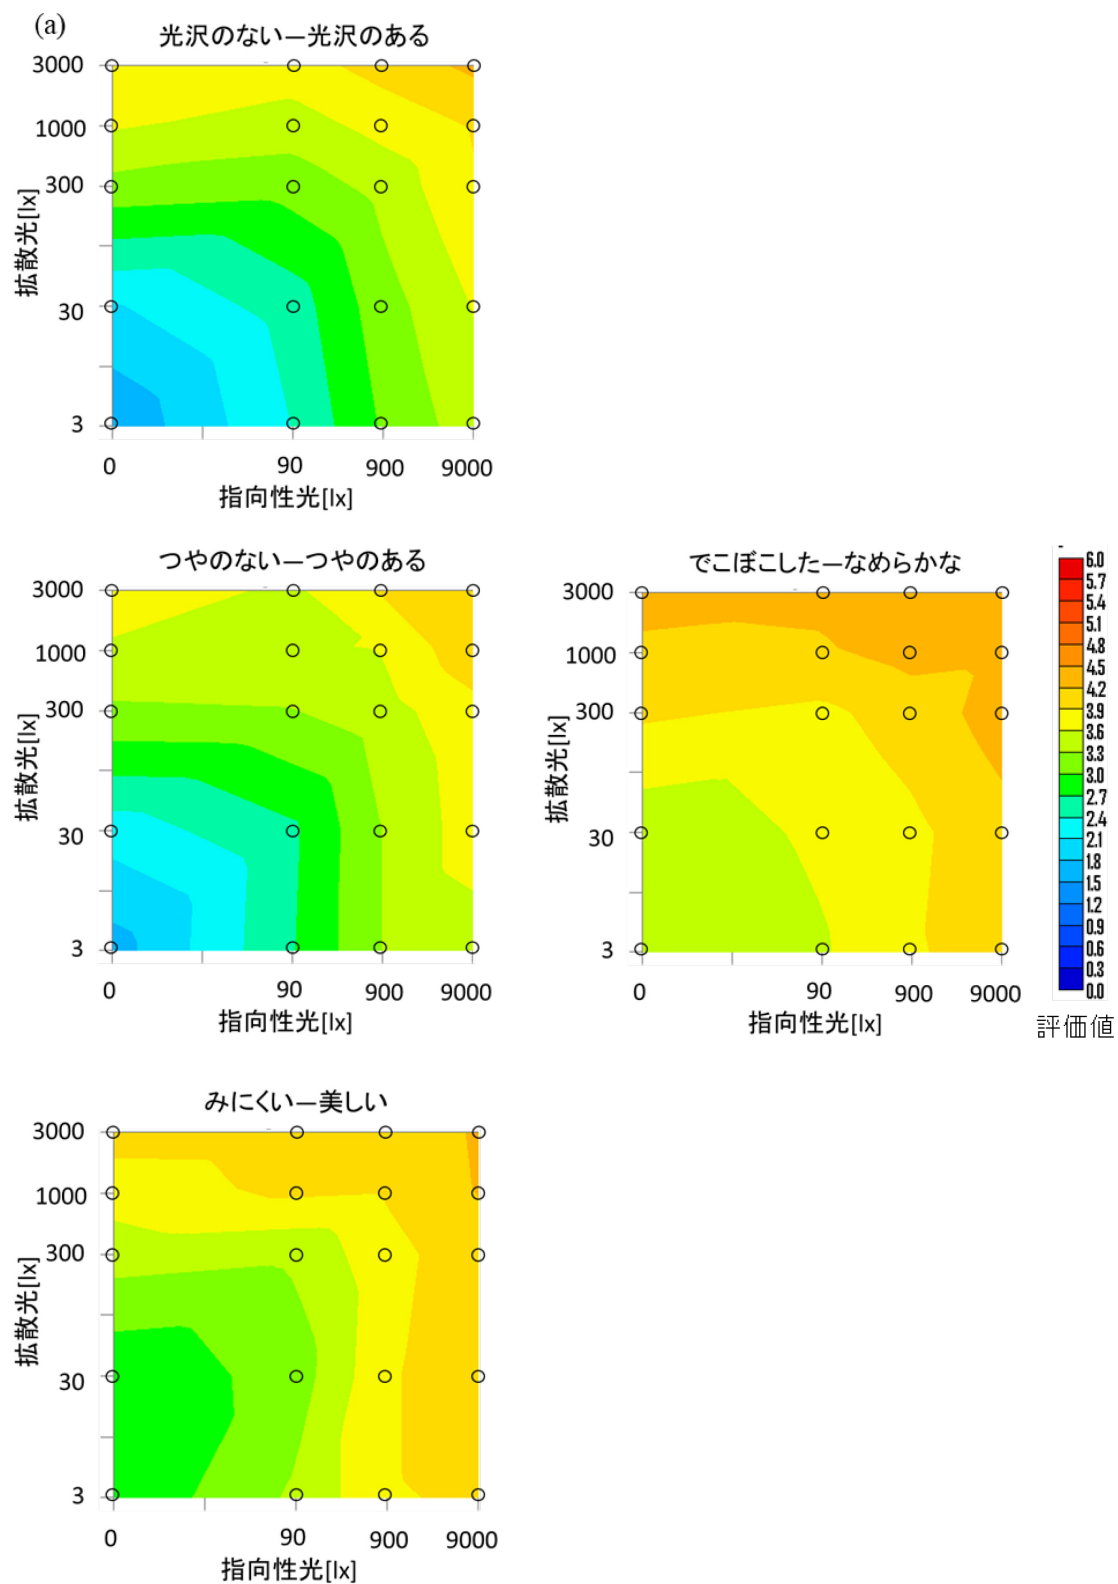 (a)
光沢のない―光沢のある
3000
1000
300
30
3
拡散光[lx]
0 90 900 9000
指向性光[lx]
つやのない―つやのある
3000
1000
300
30
3
拡散光[lx]
0 90 900 9000
指向性光[lx]
でこぼこした―なめらかな
3000
1000
300
30
3
拡散光[lx]
0 90 900 9000
指向性光[lx]
6.0
5.7
5.4
5.1
4.8
4.5
4.2
3.9
3.6
3.3
3.0
2.7
2.4
2.1
1.8
1.5
1.2
0.9
0.6
0.3
0.0
評価値
みにくい―美しい
3000
1000
300
30
3
拡散光[lx]
0 90 900 9000
指向性光[lx]